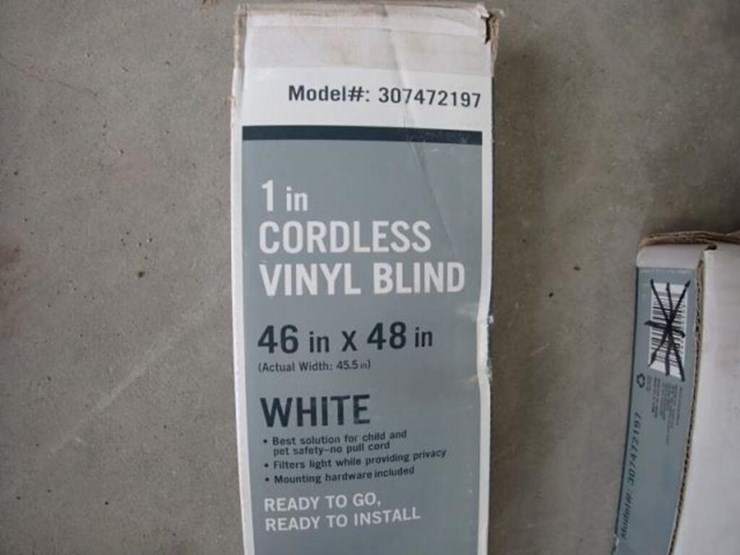 Model#: 307472197
1 in
CORDLESS
VINYL BLIND
46 in x 48 in
(Actual Width: 45.5 in)
WHITE
• Best solution for child and
pet safety-no pull cord
• Filters light while providing privacy
• Mounting hardware included
READY TO GO,
READY TO INSTALL
Model#: 307472197